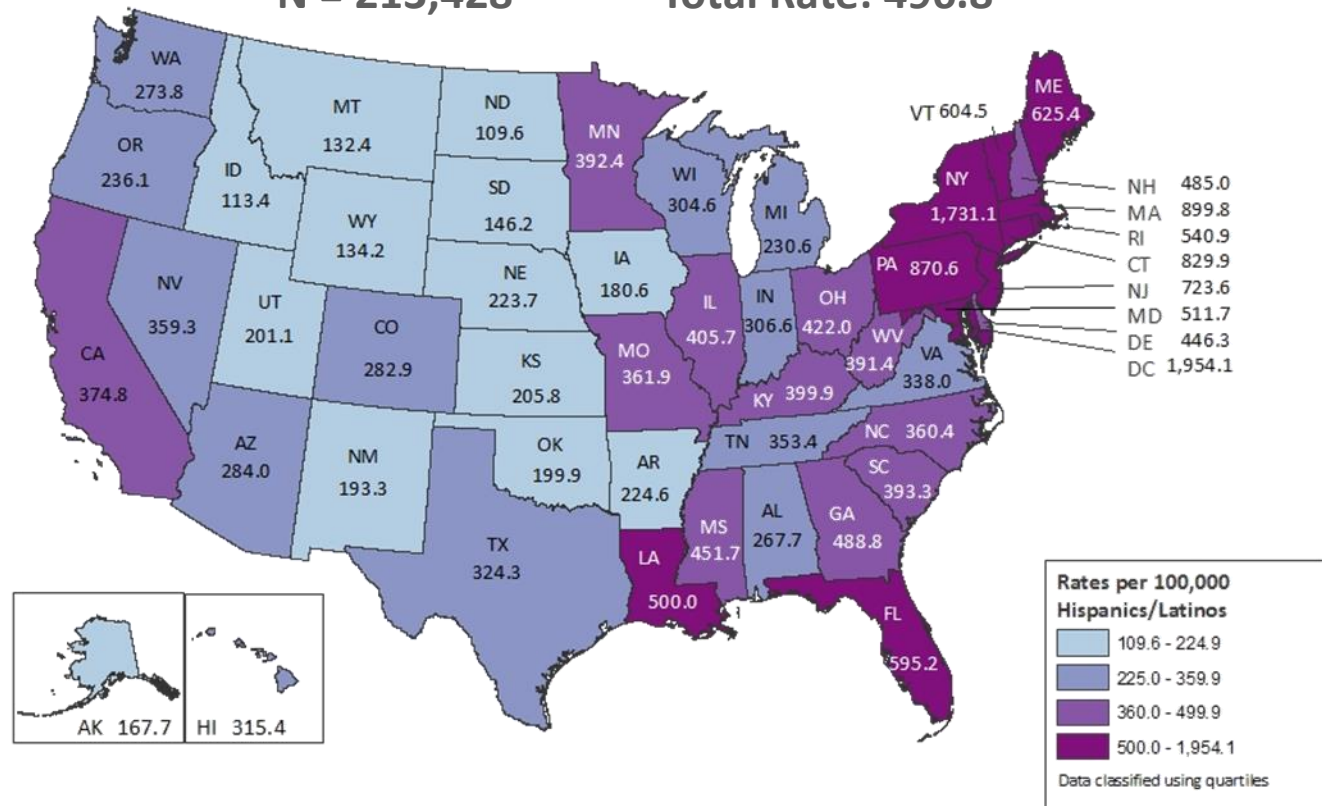 N = 213,428 Total Rate: 490.8
WA
273.8
OR
236.1
ID
113.4
MT
132.4
ND
109.6
MN
392.4
SD
146.2
WY
134.2
WI
304.6
MI
230.6
NV
359.3
UT
201.1
CO
282.9
NE
223.7
IA
180.6
CA
374.8
KS
205.8
MO
361.9
IL
405.7
IN
306.6
OH
422.0
WV
391.4
VA
338.0
KY 399.9
AZ
284.0
NM
193.3
OK
199.9
AR
224.6
TN 353.4
NC 360.4
SC
393.3
TX
324.3
LA
500.0
MS
451.7
AL
267.7
GA
488.8
FL
595.2
AK 167.7
HI 315.4
VT 604.5
ME
625.4
NY
1,731.1
PA 870.6
NH 485.0
MA 899.8
RI 540.9
CT 829.9
NJ 723.6
MD 511.7
DE 446.3
DC 1,954.1
Rates per 100,000
Hispanics/Latinos
109.6 - 224.9
225.0 - 359.9
360.0 - 499.9
500.0 - 1,954.1
Data classified using quartiles